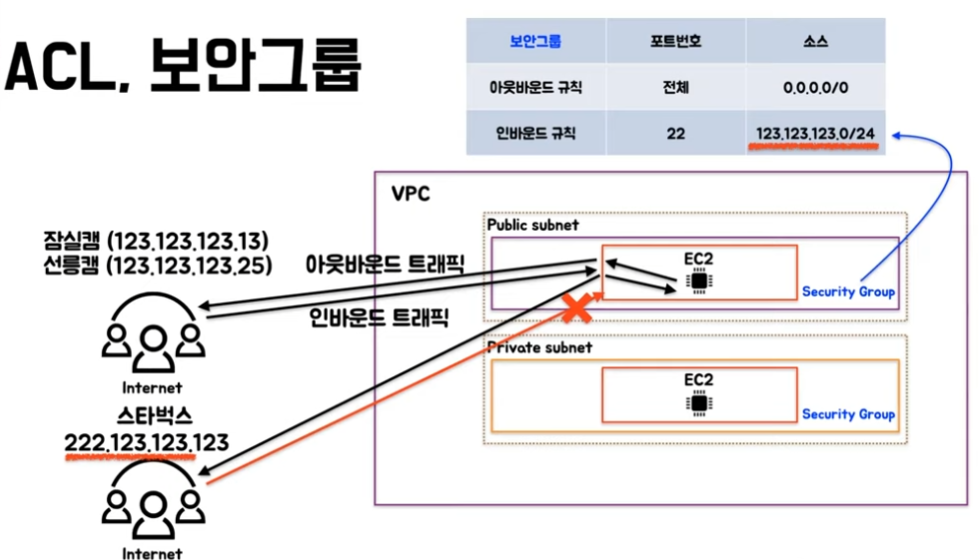 ACL, 보안그룹
보안그룹 포트번호 소스
아웃바운드 규칙 전체 0.0.0.0/0
인바운드 규칙 22 123.123.123.0/24
VPC
Public subnet
EC2
Security Group
잠실캠 (123.123.123.13)
선릉캠 (123.123.123.25)
아웃바운드 트래픽
인바운드 트래픽
Internet
Private subnet
EC2
Security Group
스타벅스
222.123.123.123
Internet